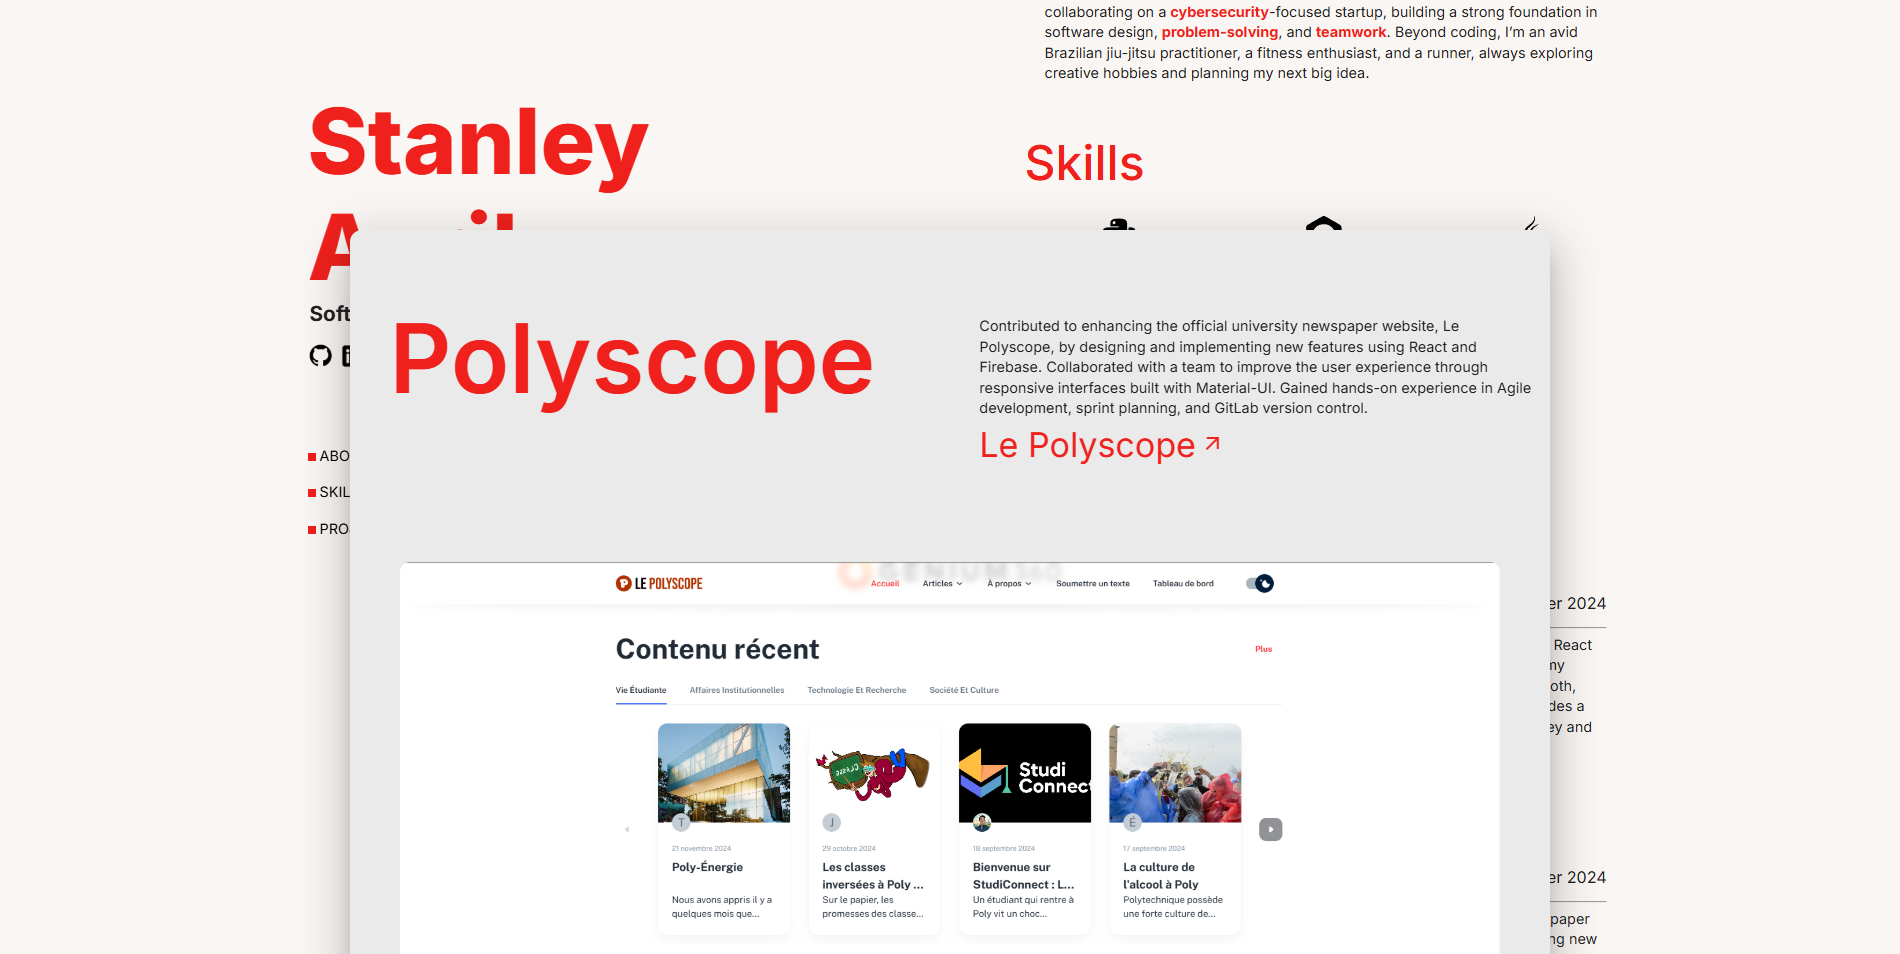 collaborating on a cybersecurity-focused startup, building a strong foundation in
software design, problem-solving, and teamwork. Beyond coding, I'm an avid
Brazilian jiu-jitsu practitioner, a fitness enthusiast, and a runner, always exploring
creative hobbies and planning my next big idea.
Stanley
Skills
Polyscope
Contributed to enhancing the official university newspaper website, Le
Polyscope, by designing and implementing new features using React and
Firebase. Collaborated with a team to improve the user experience through
responsive interfaces built with Material-UI. Gained hands-on experience in Agile
development, sprint planning, and GitLab version control.
Le Polyscope
LE POLYSCOPE
GENIUM360
Accueil
Articles
À propos
Soumettre un texte
Tableau de bord
Contenu récent
Plus
Vie Étudiante
Affaires Institutionnelles
Technologie Et Recherche
Société Et Culture
T
21 novembre 2024
Poly-Énergie
Nous avons appris il y a
quelques mois que...
CLASSE
J
29 octobre 2024
Les classes
inversées à Poly ...
Sur le papier, les
promesses des classe...
Studi
Connect
18 septembre 2024
Bienvenue sur
StudiConnect : L...
Un étudiant qui rentre à
Poly vit un choc...
É
17 septembre 2024
La culture de
l'alcool à Poly
Polytechnique possède
une forte culture de...
Soft
ABO
SKIL
PRO
er 2024
React
my
oth,
des a
ey and
er 2024
paper
ng new